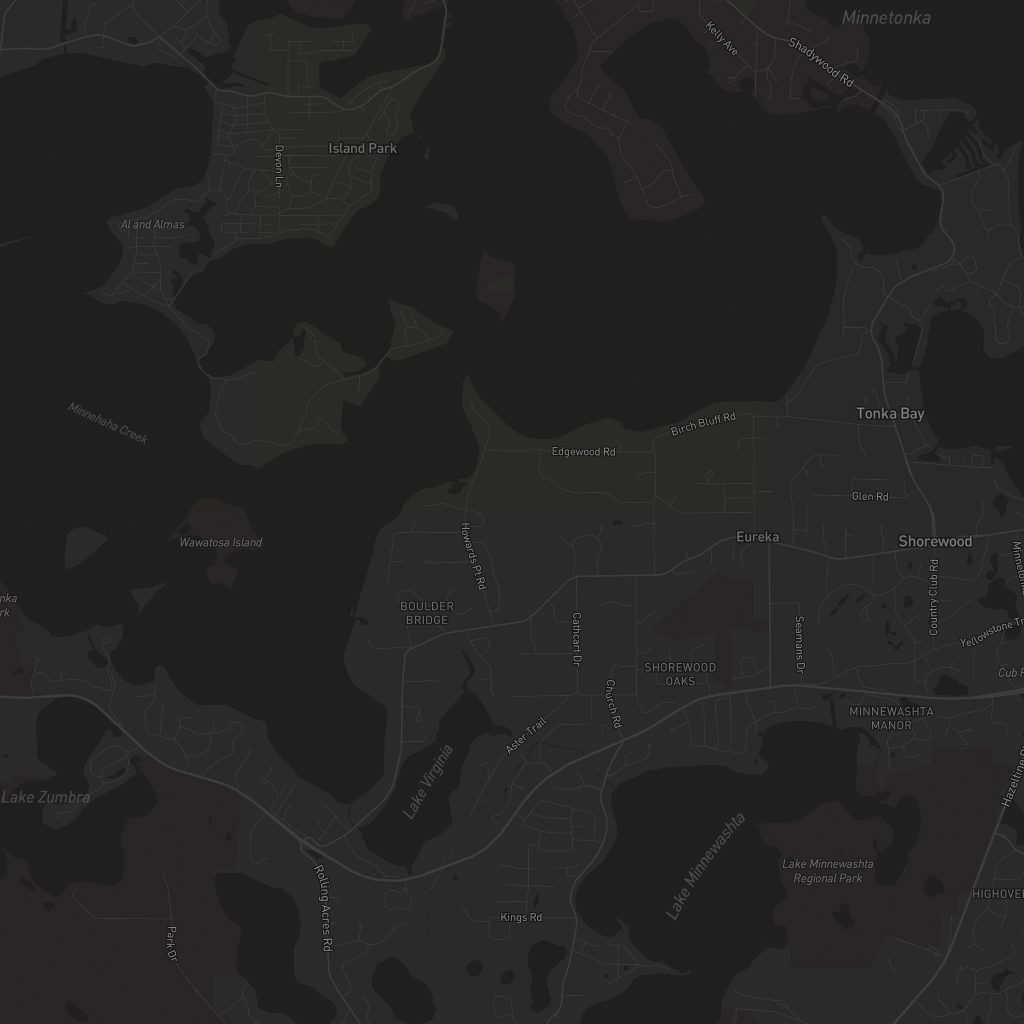 Minnetonka
Kelly Ave
Shadywood Rd
Island Park
Devon Ln
Al and Almas
Minnehaha Creek
Tonka Bay
Birch Bluff Rd
Edgewood Rd
Glen Rd
Howards Pt Rd
Wawatosa Island
Eureka
Shorewood
Minnetonka
nka
rk
Country Club Rd
BOULDER
BRIDGE
Cathcart Dr
Seamans Dr
Yellowstone Tr
SHOREWOOD
OAKS
Cub F
Church Rd
MINNEWASHTA
MANOR
Aster Trail
Lake Virginia
Hazeltine
Lake Zumbra
Lake Minnewashta
Lake Minnewashta
Regional Park
Rolling Acres Rd
HIGHOVE
Kings Rd
Park Dr